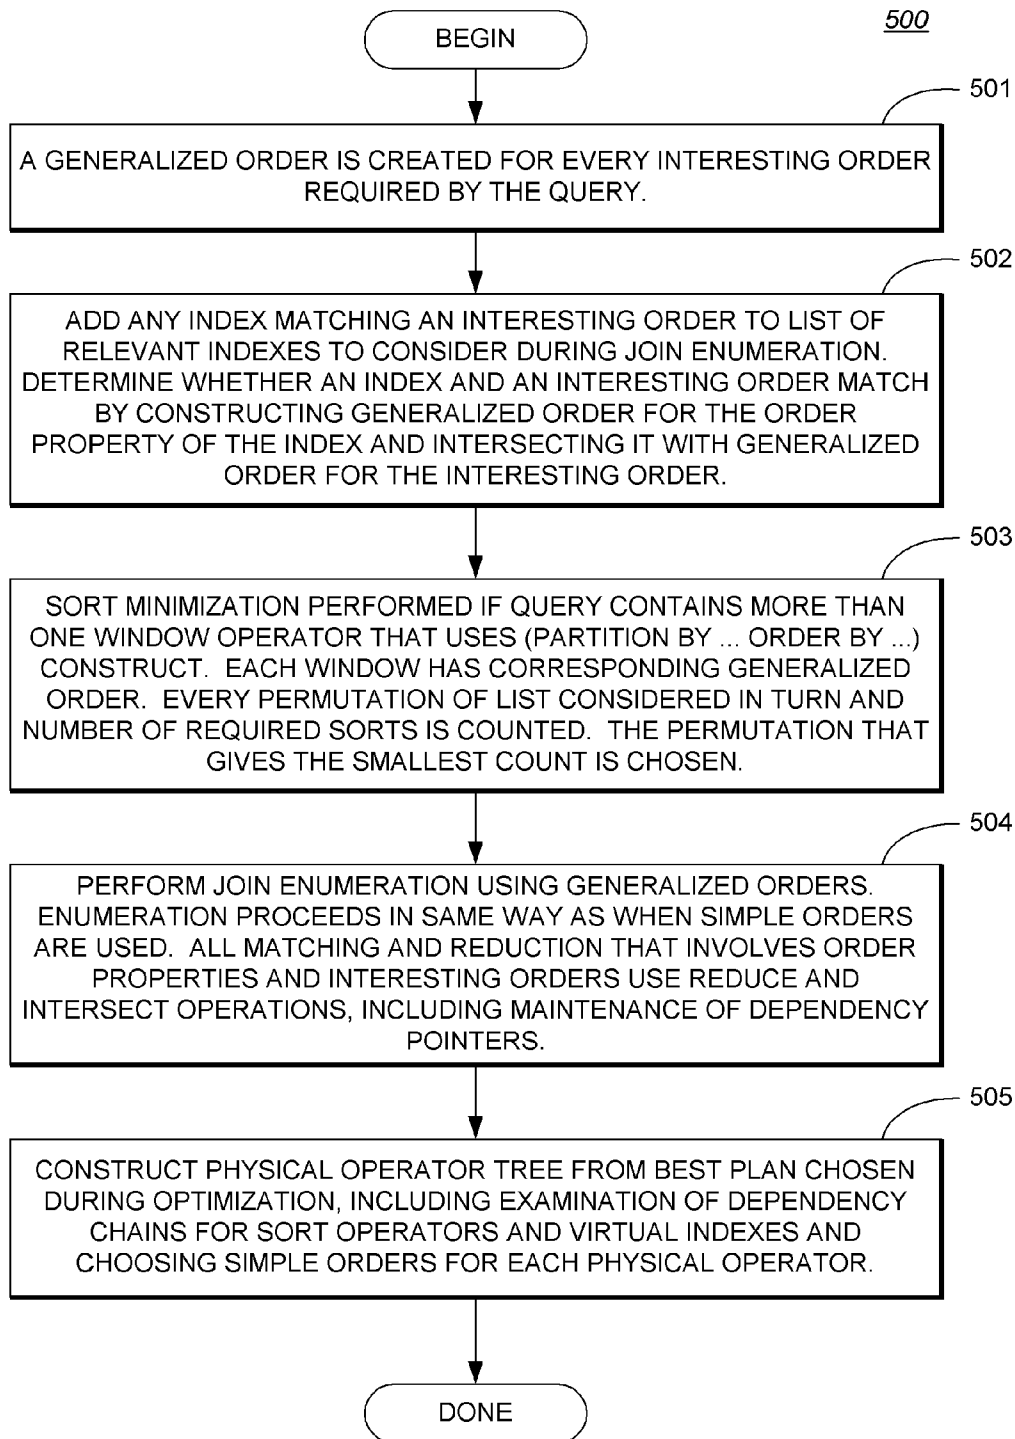 500
BEGIN
501
A GENERALIZED ORDER IS CREATED FOR EVERY INTERESTING ORDER
REQUIRED BY THE QUERY.
502
ADD ANY INDEX MATCHING AN INTERESTING ORDER TO LIST OF
RELEVANT INDEXES TO CONSIDER DURING JOIN ENUMERATION.
DETERMINE WHETHER AN INDEX AND AN INTERESTING ORDER MATCH
BY CONSTRUCTING GENERALIZED ORDER FOR THE ORDER
PROPERTY OF THE INDEX AND INTERSECTING IT WITH GENERALIZED
ORDER FOR THE INTERESTING ORDER.
503
SORT MINIMIZATION PERFORMED IF QUERY CONTAINS MORE THAN
ONE WINDOW OPERATOR THAT USES (PARTITION BY ... ORDER BY ...)
CONSTRUCT. EACH WINDOW HAS CORRESPONDING GENERALIZED
ORDER. EVERY PERMUTATION OF LIST CONSIDERED IN TURN AND
NUMBER OF REQUIRED SORTS IS COUNTED. THE PERMUTATION THAT
GIVES THE SMALLEST COUNT IS CHOSEN.
504
PERFORM JOIN ENUMERATION USING GENERALIZED ORDERS.
ENUMERATION PROCEEDS IN SAME WAY AS WHEN SIMPLE ORDERS
ARE USED. ALL MATCHING AND REDUCTION THAT INVOLVES ORDER
PROPERTIES AND INTERESTING ORDERS USE REDUCE AND
INTERSECT OPERATIONS, INCLUDING MAINTENANCE OF DEPENDENCY
POINTERS.
505
CONSTRUCT PHYSICAL OPERATOR TREE FROM BEST PLAN CHOSEN
DURING OPTIMIZATION, INCLUDING EXAMINATION OF DEPENDENCY
CHAINS FOR SORT OPERATORS AND VIRTUAL INDEXES AND
CHOOSING SIMPLE ORDERS FOR EACH PHYSICAL OPERATOR.
DONE